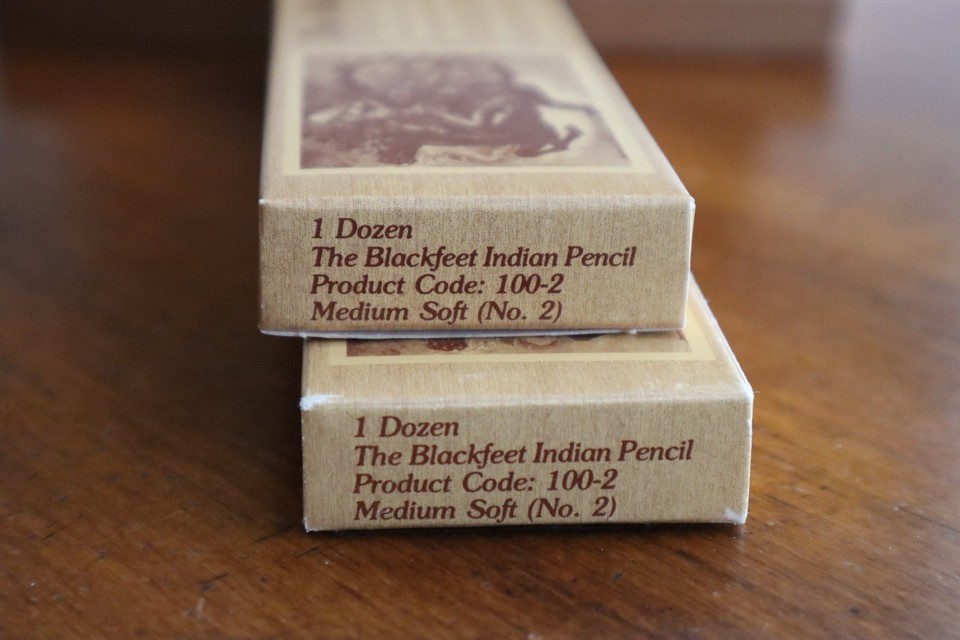 1 Dozen
The Blackfeet Indian Pencil
Product Code: 100-2
Medium Soft (No. 2)
1 Dozen
The Blackfeet Indian Pencil
Product Code: 100-2
Medium Soft (No. 2)